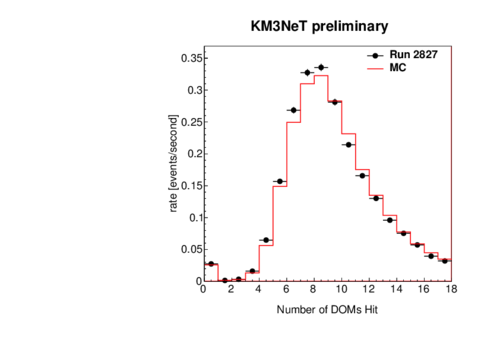 KM3NeT preliminary
Run 2827
MC
rate [events/second]
0.35
0.3
0.25
0.2
0.15
0.1
0.05
0
0 2 4 6 8 10 12 14 16 18
Number of DOMs Hit